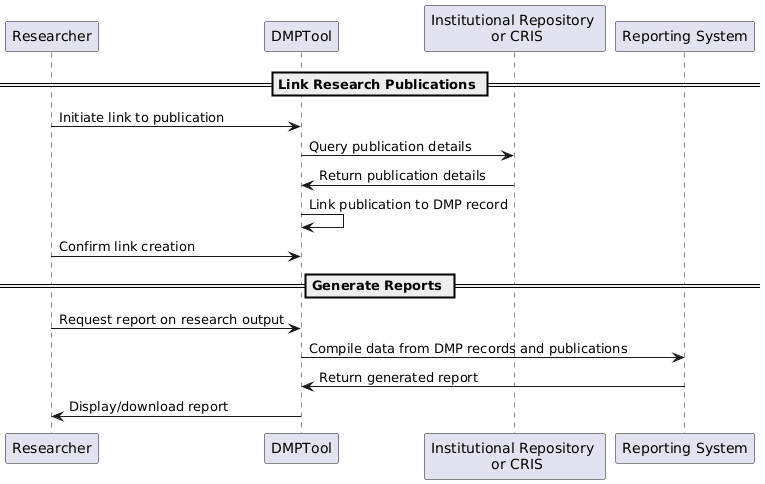 Researcher
DMPTool
Institutional Repository
or CRIS
Reporting System
Link Research Publications
Initiate link to publication
Query publication details
Return publication details
Link publication to DMP record
Confirm link creation
Generate Reports
Request report on research output
Compile data from DMP records and publications
Return generated report
Display/download report
Researcher
DMPTool
Institutional Repository
or CRIS
Reporting System